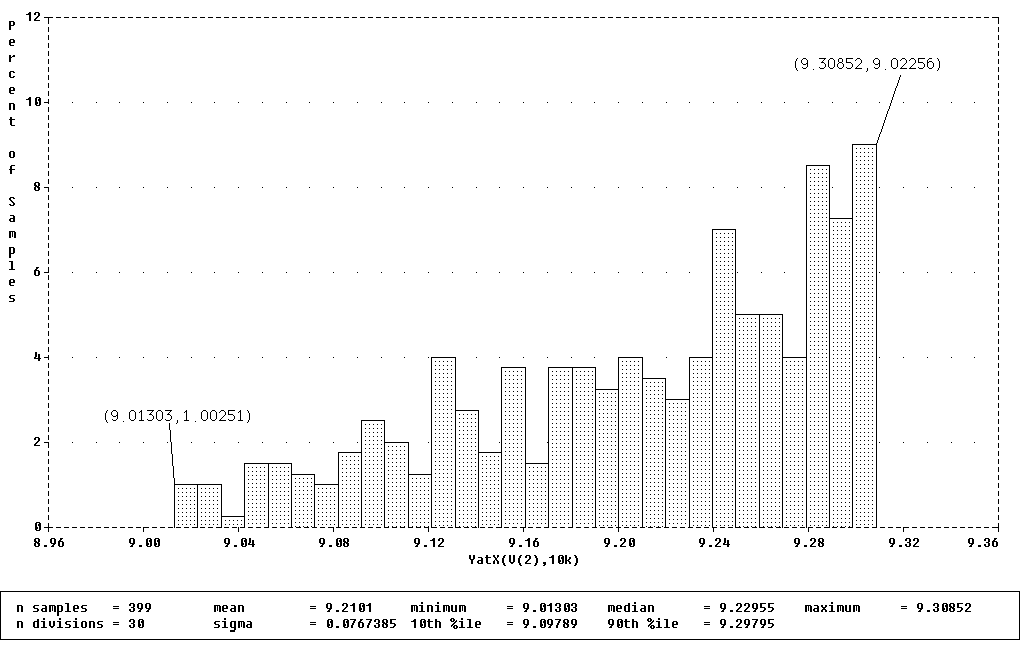 Percent of Samples
12
10
8
6
4
2
0
(9.30852,9.02256)
(9.01303,1.00251)
8.96 9.00 9.04 9.08 9.12 9.16 9.20 9.24 9.28 9.32 9.36
YatX(V(2),10k)
n samples = 399 mean = 9.2101 minimum = 9.01303 median = 9.22955 maximum = 9.30852
n divisions = 30 sigma = 0.0767385 10th %ile = 9.09789 90th %ile = 9.29795